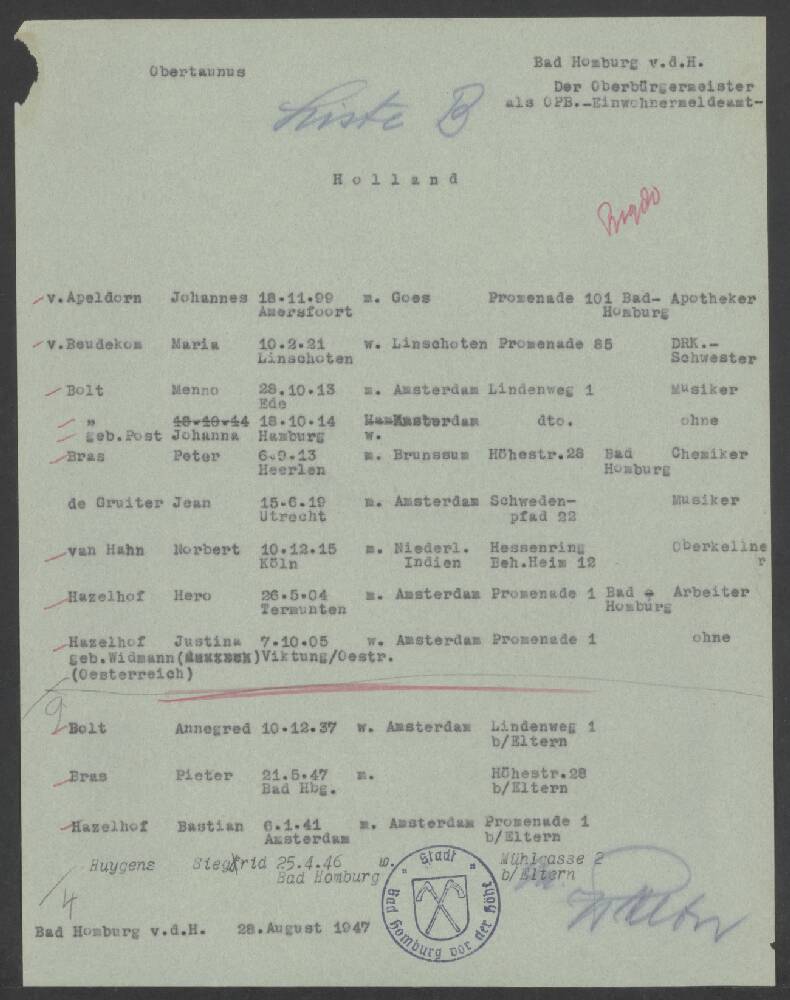 Obertaunus
Bad Homburg v.d.H.
Der Oberbürgermeister
als OPB.-Einwohnermeldeamt-
Liste B
H o l l a n d
v.Apeldorn Johannes 18.11.99 m. Goes Promenade 101 Bad- Apotheker
Amersfoort Homburg
v.Beudekom Maria 10.2.21 w. Linschoten Promenade 85 DRK.-
Linschoten Schwester
Bolt Menno 28.10.13 m. Amsterdam Lindenweg 1 Musiker
Ede
" 18-10-14 18.10.14 Amsterdam dto. ohne
geb.Post Johanna Hamburg w.
Bras Peter 6.9.13 m. Brunssum Höhestr.28 Bad Chemiker
Heerlen Homburg
de Gruiter Jean 15.6.19 m. Amsterdam Schweden- Musiker
Utrecht pfad 22
van Hahn Norbert 10.12.15 m. Niederl. Hessenring Oberkellne
Köln Indien Beh.Heim 12 r
Hazelhof Hero 26.5.04 m. Amsterdam Promenade 1 Bad Arbeiter
Termunten Homburg
Hazelhof Justina 7.10.05 w. Amsterdam Promenade 1 ohne
geb.Widmann( )Viktung/Oestr.
(Oesterreich)
9
Bolt Annegred 10.12.37 w. Amsterdam Lindenweg 1
b/Eltern
Bras Pieter 21.5.47 m. Höhestr.28
Bad Hbg. b/Eltern
Hazelhof Bastian 6.1.41 m. Amsterdam Promenade 1
Amsterdam b/Eltern
Huygens Siegfrid 25.4.46 w. Mühlgasse 2
Bad Homburg b/Eltern
4
Stadt
Bad Homburg vor der Höhe
Bad Homburg v.d.H. 28.August 1947